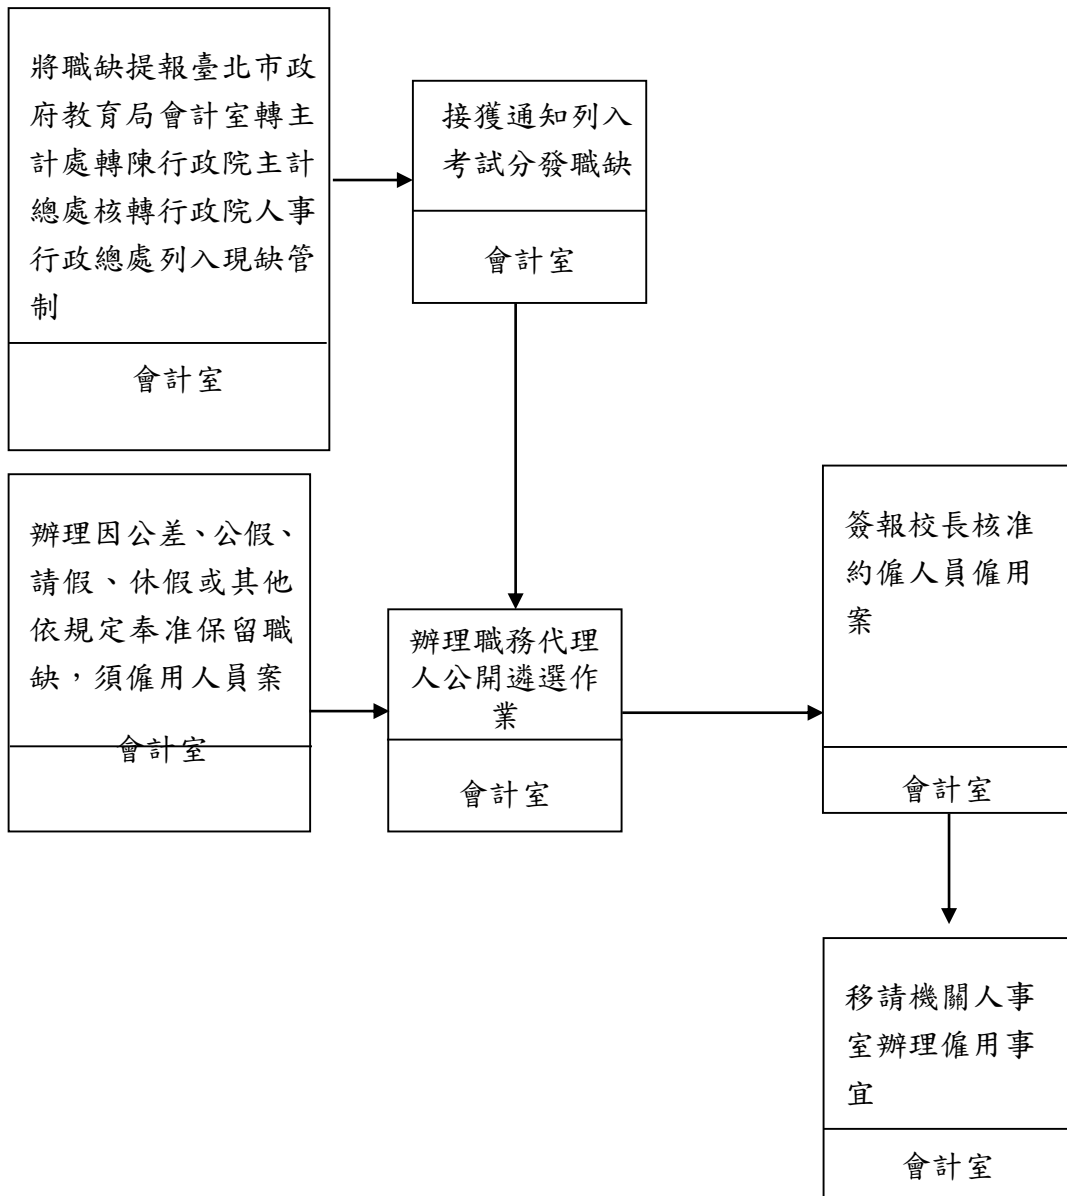 將職缺提報臺北市政
府教育局會計室轉主
計處轉陳行政院主計
總處核轉行政院人事
行政總處列入現缺管
制
會計室
接獲通知列入
考試分發職缺
會計室
辦理因公差、公假、
請假、休假或其他
依規定奉准保留職
缺，須僱用人員案
會計室
辦理職務代理
人公開遴選作
業
會計室
簽報校長核准
約僱人員僱用
案
會計室
移請機關人事
室辦理僱用事
宜
會計室